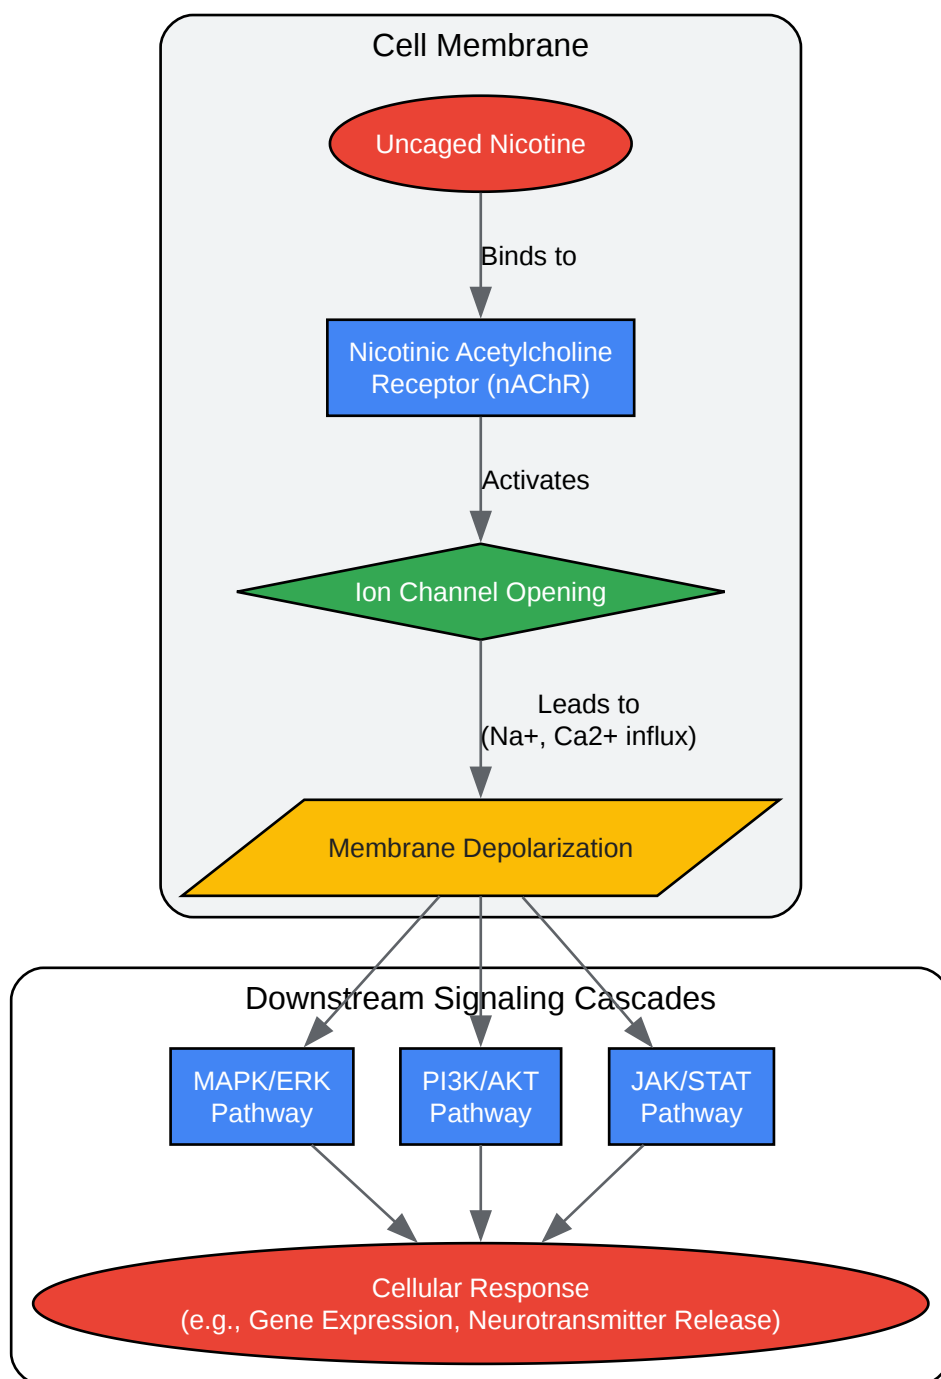 Cell Membrane
Uncaged Nicotine
Binds to
Nicotinic Acetylcholine
Receptor (nAChR)
Activates
Ion Channel Opening
Leads to
(Na+, Ca2+ influx)
Membrane Depolarization
Downstream Signaling Cascades
MAPK/ERK
Pathway
PI3K/AKT
Pathway
JAK/STAT
Pathway
Cellular Response
(e.g., Gene Expression, Neurotransmitter Release)